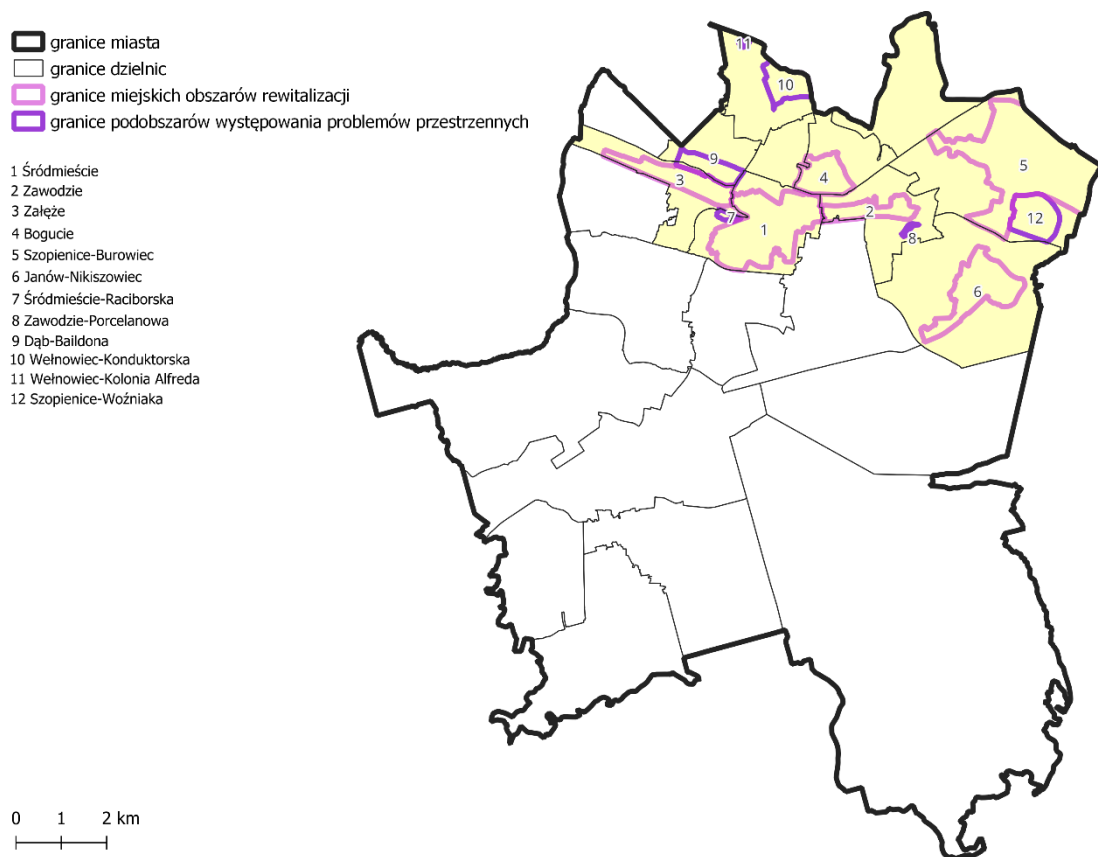 granice miasta
granice dzielnic
granice miejskich obszarów rewitalizacji
granice podobszarów występowania problemów przestrzennych
1 Śródmieście
2 Zawodzie
3 Załęże
4 Bogucie
5 Szopienice-Burowiec
6 Janów-Nikiszowiec
7 Śródmieście-Raciborska
8 Zawodzie-Porcelanowa
9 Dąb-Baildona
10 Wełnowiec-Konduktorska
11 Wełnowiec-Kolonia Alfreda
12 Szopienice-Woźniaka
11
10
9
5
3
4
12
7
2
1
8
6
0 1 2 km